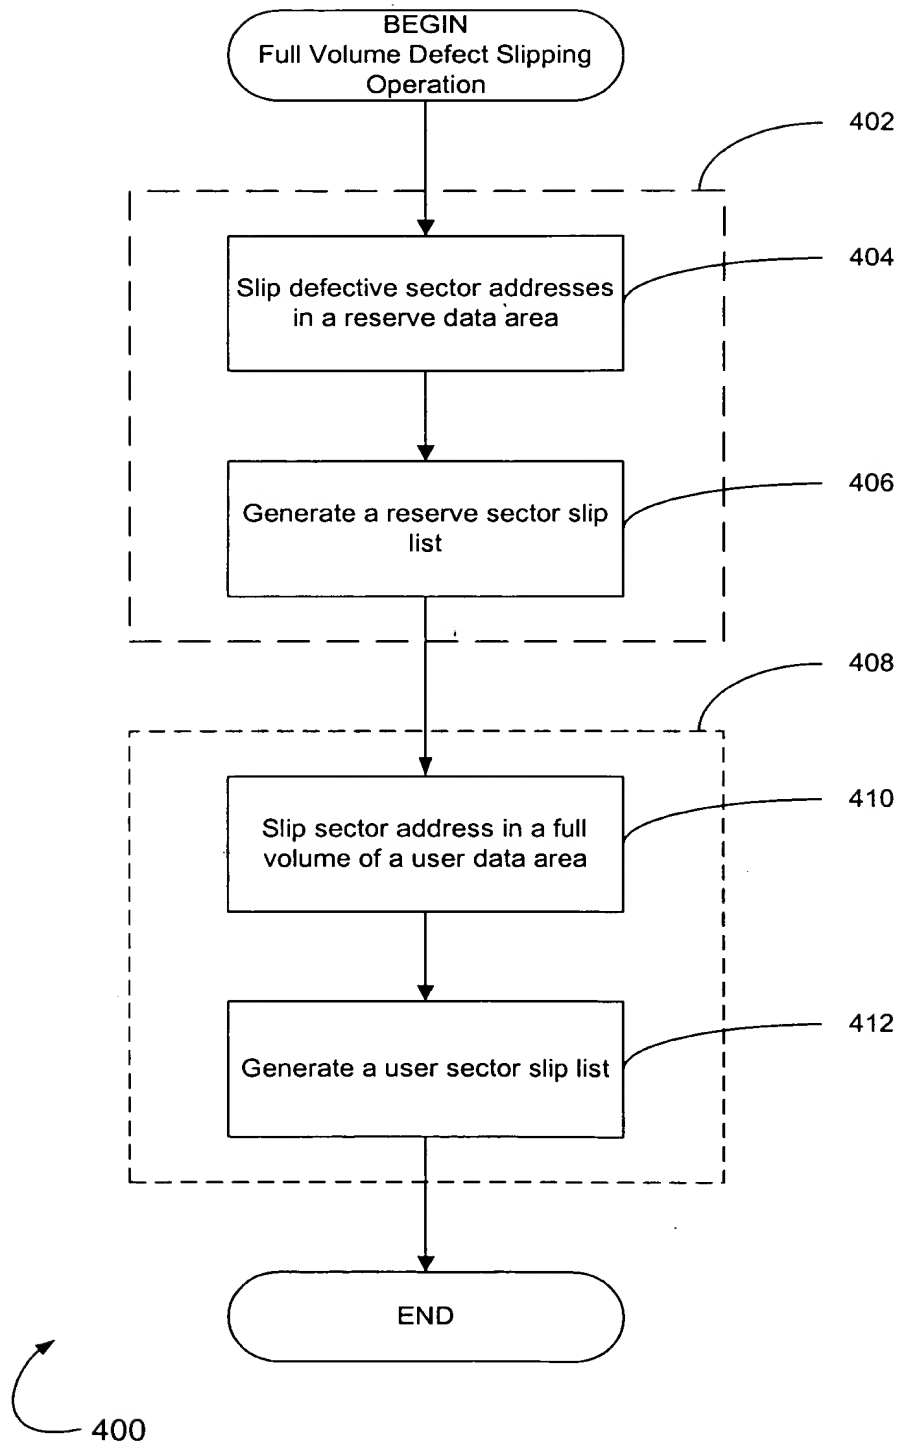 BEGIN
Full Volume Defect Slipping
Operation
402
Slip defective sector addresses
in a reserve data area
404
Generate a reserve sector slip
list
406
408
Slip sector address in a full
volume of a user data area
410
Generate a user sector slip list
412
END
400